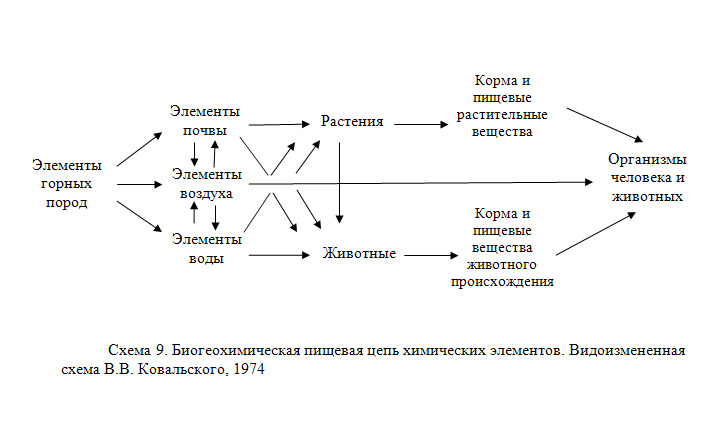 Элементы
горных
пород
Элементы
почвы
Элементы
воздуха
Элементы
воды
Растения
Животные
Корма и
пищевые
растительные
вещества
Корма и
пищевые
вещества
животного
происхождения
Организмы
человека и
животных
Схема 9. Биогеохимическая пищевая цепь химических элементов. Видоизмененная
схема В.В. Ковальского, 1974